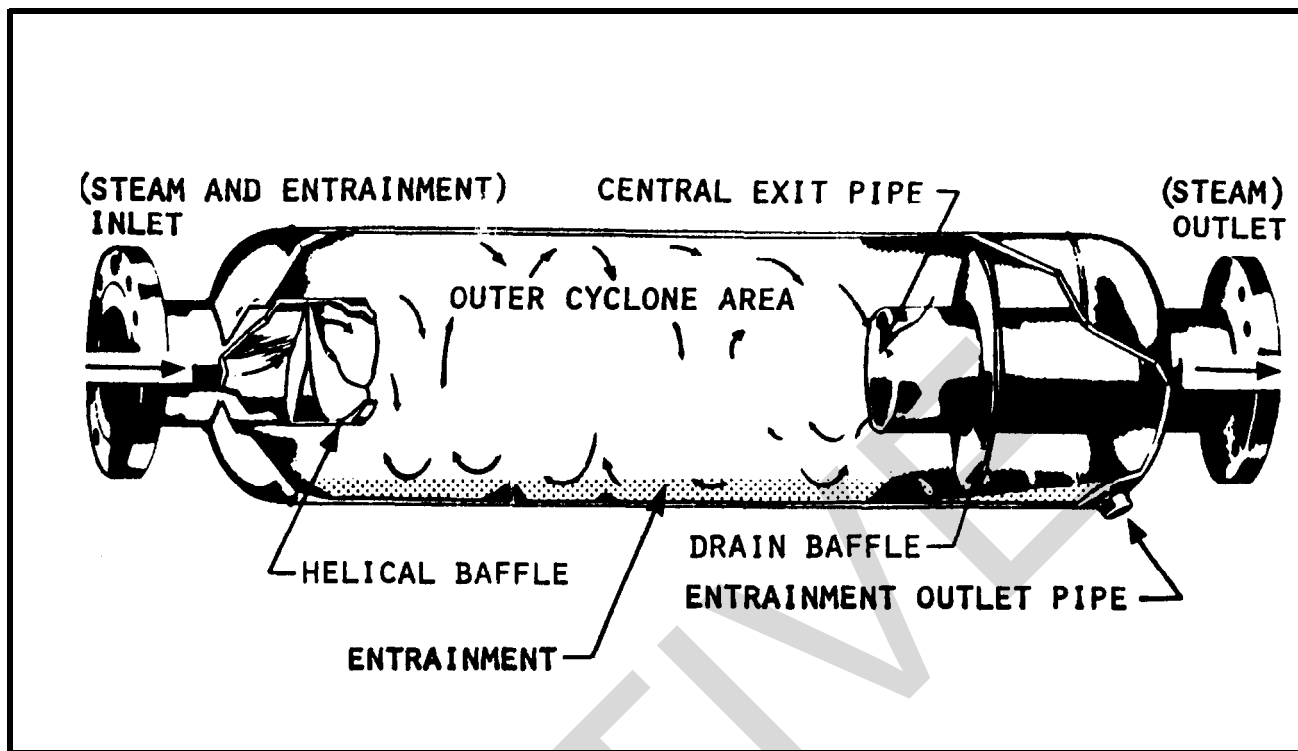 (STEAM AND ENTRAINMENT)
INLET
CENTRAL EXIT PIPE
(STEAM)
OUTLET
OUTER CYCLONE AREA
HELICAL BAFFLE
DRAIN BAFFLE
ENTRAINMENT OUTLET PIPE
ENTRAINMENT
TIVE